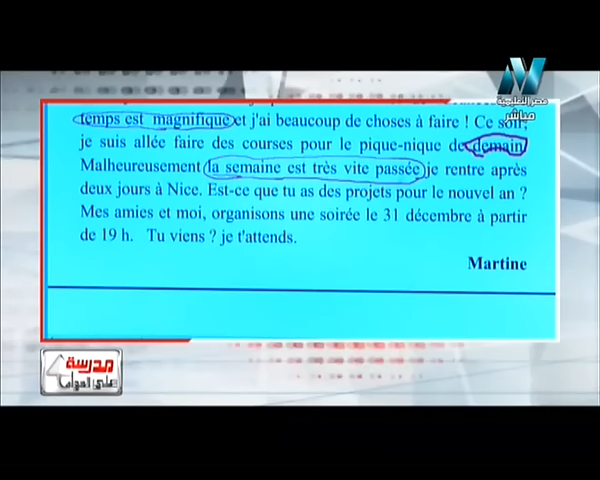 مصر التعليمية
مباشر
temps est magnifique et j'ai beaucoup de choses à faire ! Ce soir,
je suis allée faire des courses pour le pique-nique de demain
Malheureusement la semaine est très vite passée je rentre après
deux jours à Nice. Est-ce que tu as des projets pour le nouvel an ?
Mes amies et moi, organisons une soirée le 31 décembre à partir
de 19 h. Tu viens ? je t'attends.
Martine
مدرسة
على الهواء